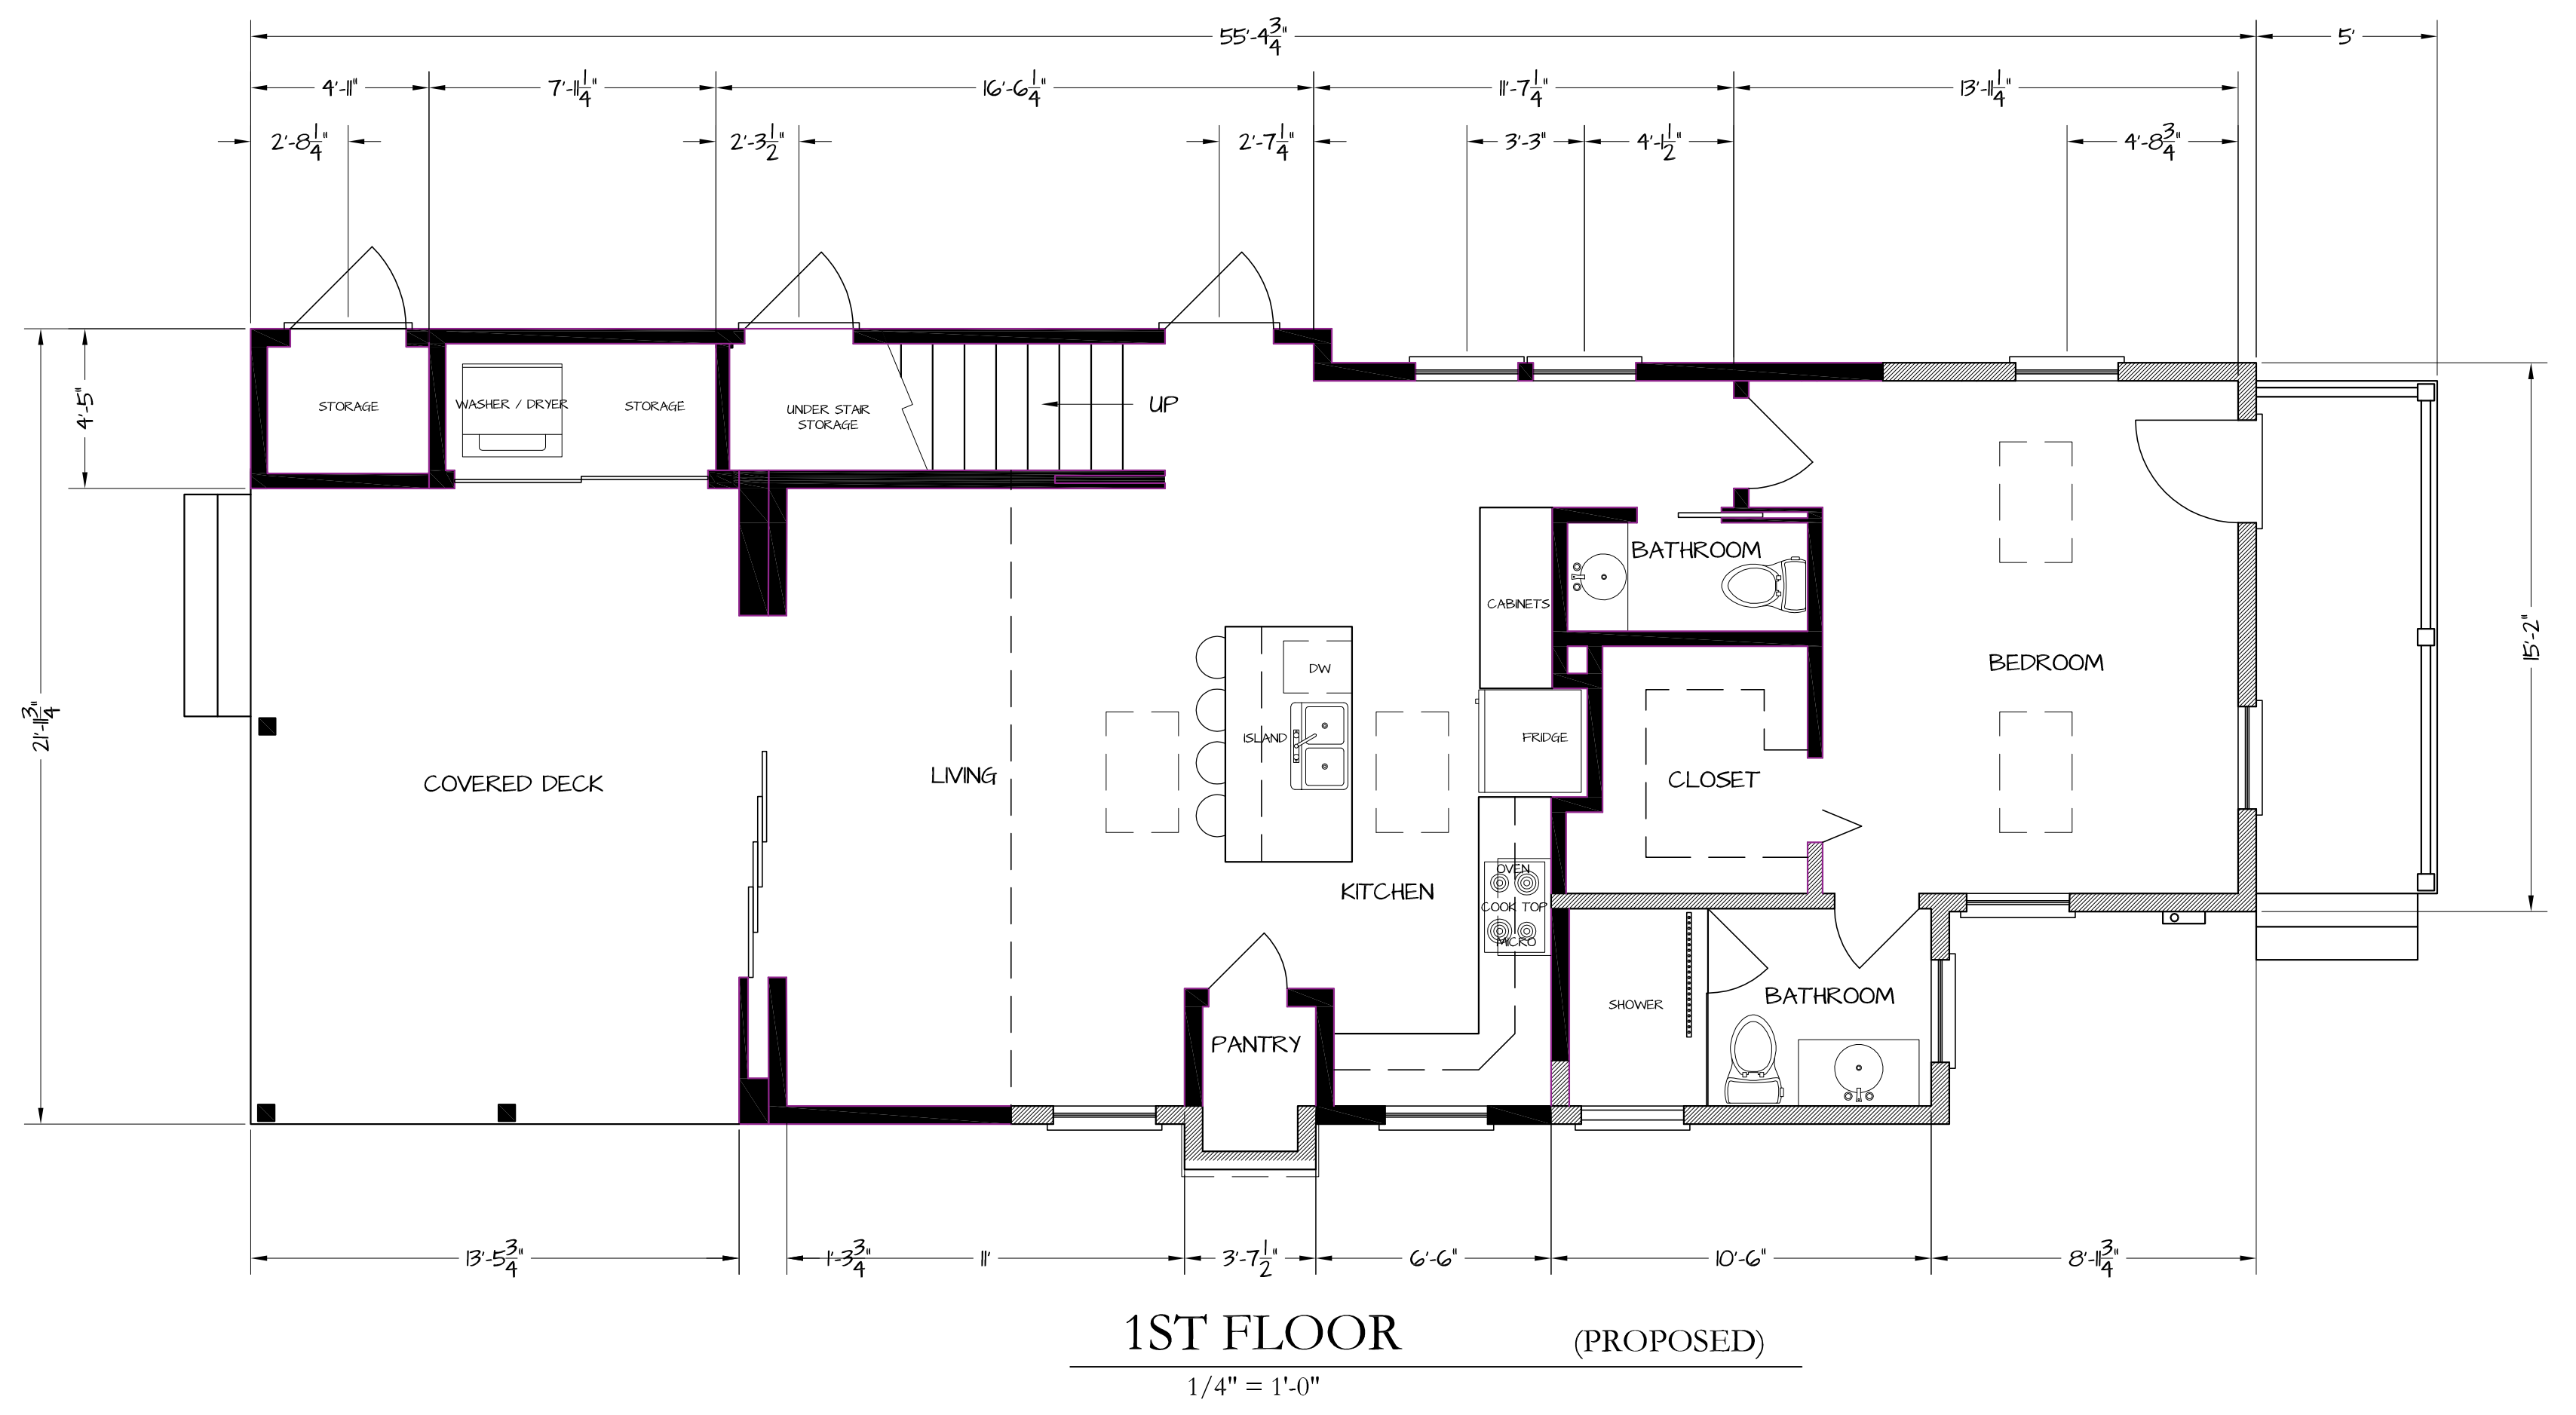 55'-4 3/4"
5'
4'-11"
7'-11 1/4"
16'-6 1/4"
11'-7 1/4"
13'-11 1/4"
2'-8 1/4"
2'-3 1/2"
2'-7 1/4"
3'-3"
4'-1 1/2"
4'-8 3/4"
4'-5"
21'-11 3/4"
15'-2"
STORAGE
WASHER / DRYER
STORAGE
UNDER STAIR
STORAGE
UP
BATHROOM
CABINETS
BEDROOM
DW
ISLAND
FRIDGE
COVERED DECK
LIVING
CLOSET
KITCHEN
OVEN
COOK TOP
MICRO
SHOWER
BATHROOM
PANTRY
13'-5 3/4"
1'-3 3/4"
11'
3'-7 1/2"
6'-6"
10'-6"
8'-11 3/4"
1ST FLOOR
(PROPOSED)
1/4" = 1'-0"